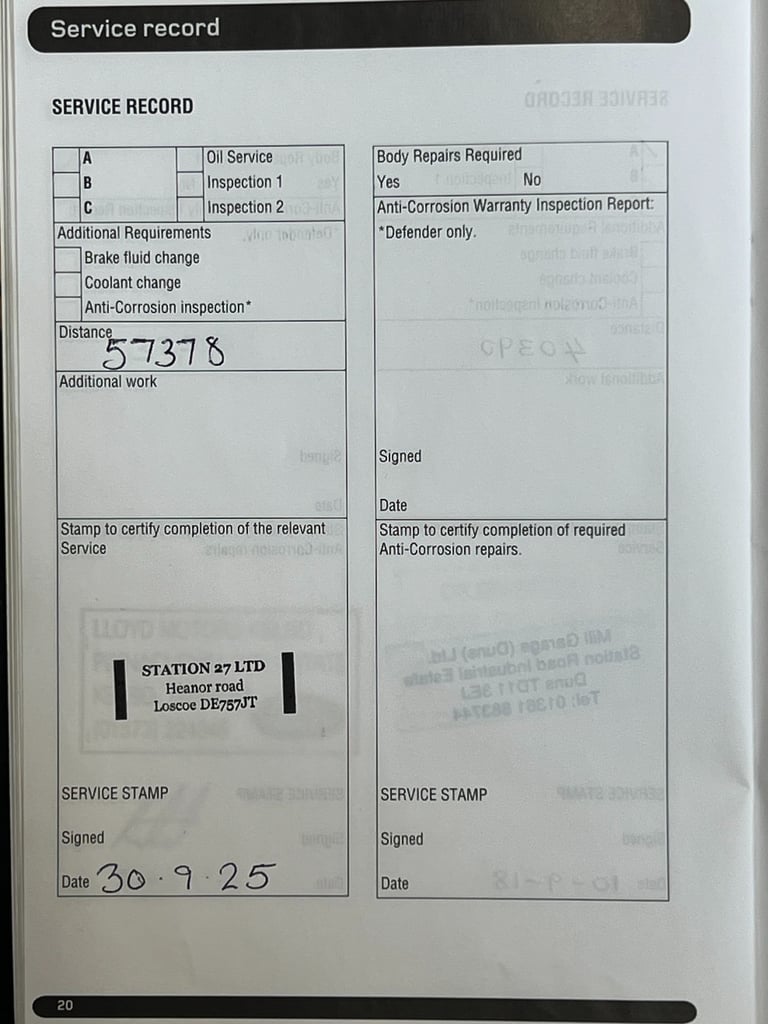 Service record
SERVICE RECORD
A
Oil Service
B
Inspection 1
C
Inspection 2
Additional Requirements
Brake fluid change
Coolant change
Anti-Corrosion inspection*
Distance
57378
Additional work
Stamp to certify completion of the relevant
Service
STATION 27 LTD
Heanor road
Loscoe DE757JT
SERVICE STAMP
Signed
Date 30.9.25
Body Repairs Required
Yes No
Anti-Corrosion Warranty Inspection Report:
*Defender only.
Signed
Date
Stamp to certify completion of required
Anti-Corrosion repairs.
SERVICE STAMP
Signed
Date
20